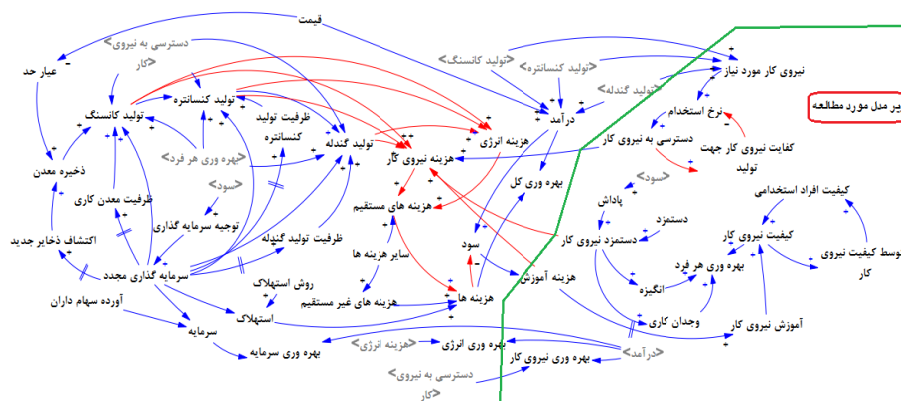 قیمت
عیار حد
<دسترسی به نیروی
کار>
<تولید کانسنگ>
<تولید کنسانتره>
<تولید گندله>
نیروی کار مورد نیاز
تولید کانسنگ
تولید کنسانتره
ظرفیت تولید
کنسانتره
تولید گندله
درآمد
نرخ استخدام
یر مدل مورد مطالعه
هزینه انرژی
دسترسی به نیروی کار
کفایت نیروی کار جهت
تولید
ذخیره معدن
<بهره وری هر فرد>
هزینه نیروی کار
بهره وری کل
<سود>
<سود>
ظرفیت معدن کاری
هزینه های مستقیم
پاداش
کیفیت افراد استخدامی
توجیه سرمایه گذاری
ظرفیت تولید گندله
دستمزد
دستمزد نیروی کار
کیفیت نیروی کار
اکتشاف ذخایر جدید
سایر هزینه ها
سود
توسط کیفیت نیروی
کار
بهره وری هر فرد
سرمایه گذاری مجدد
روش استهلاک
هزینه آموزش
انگیزه
آورده سهام داران
هزینه های غیر مستقیم
هزینه ها
استهلاک
وجدان کاری
آموزش نیروی کار
سرمایه
بهره وری سرمایه
<هزینه انرژی>
بهره وری انرژی
بهره وری نیروی کار
<درآمد>
<دسترسی به نیروی
کار>